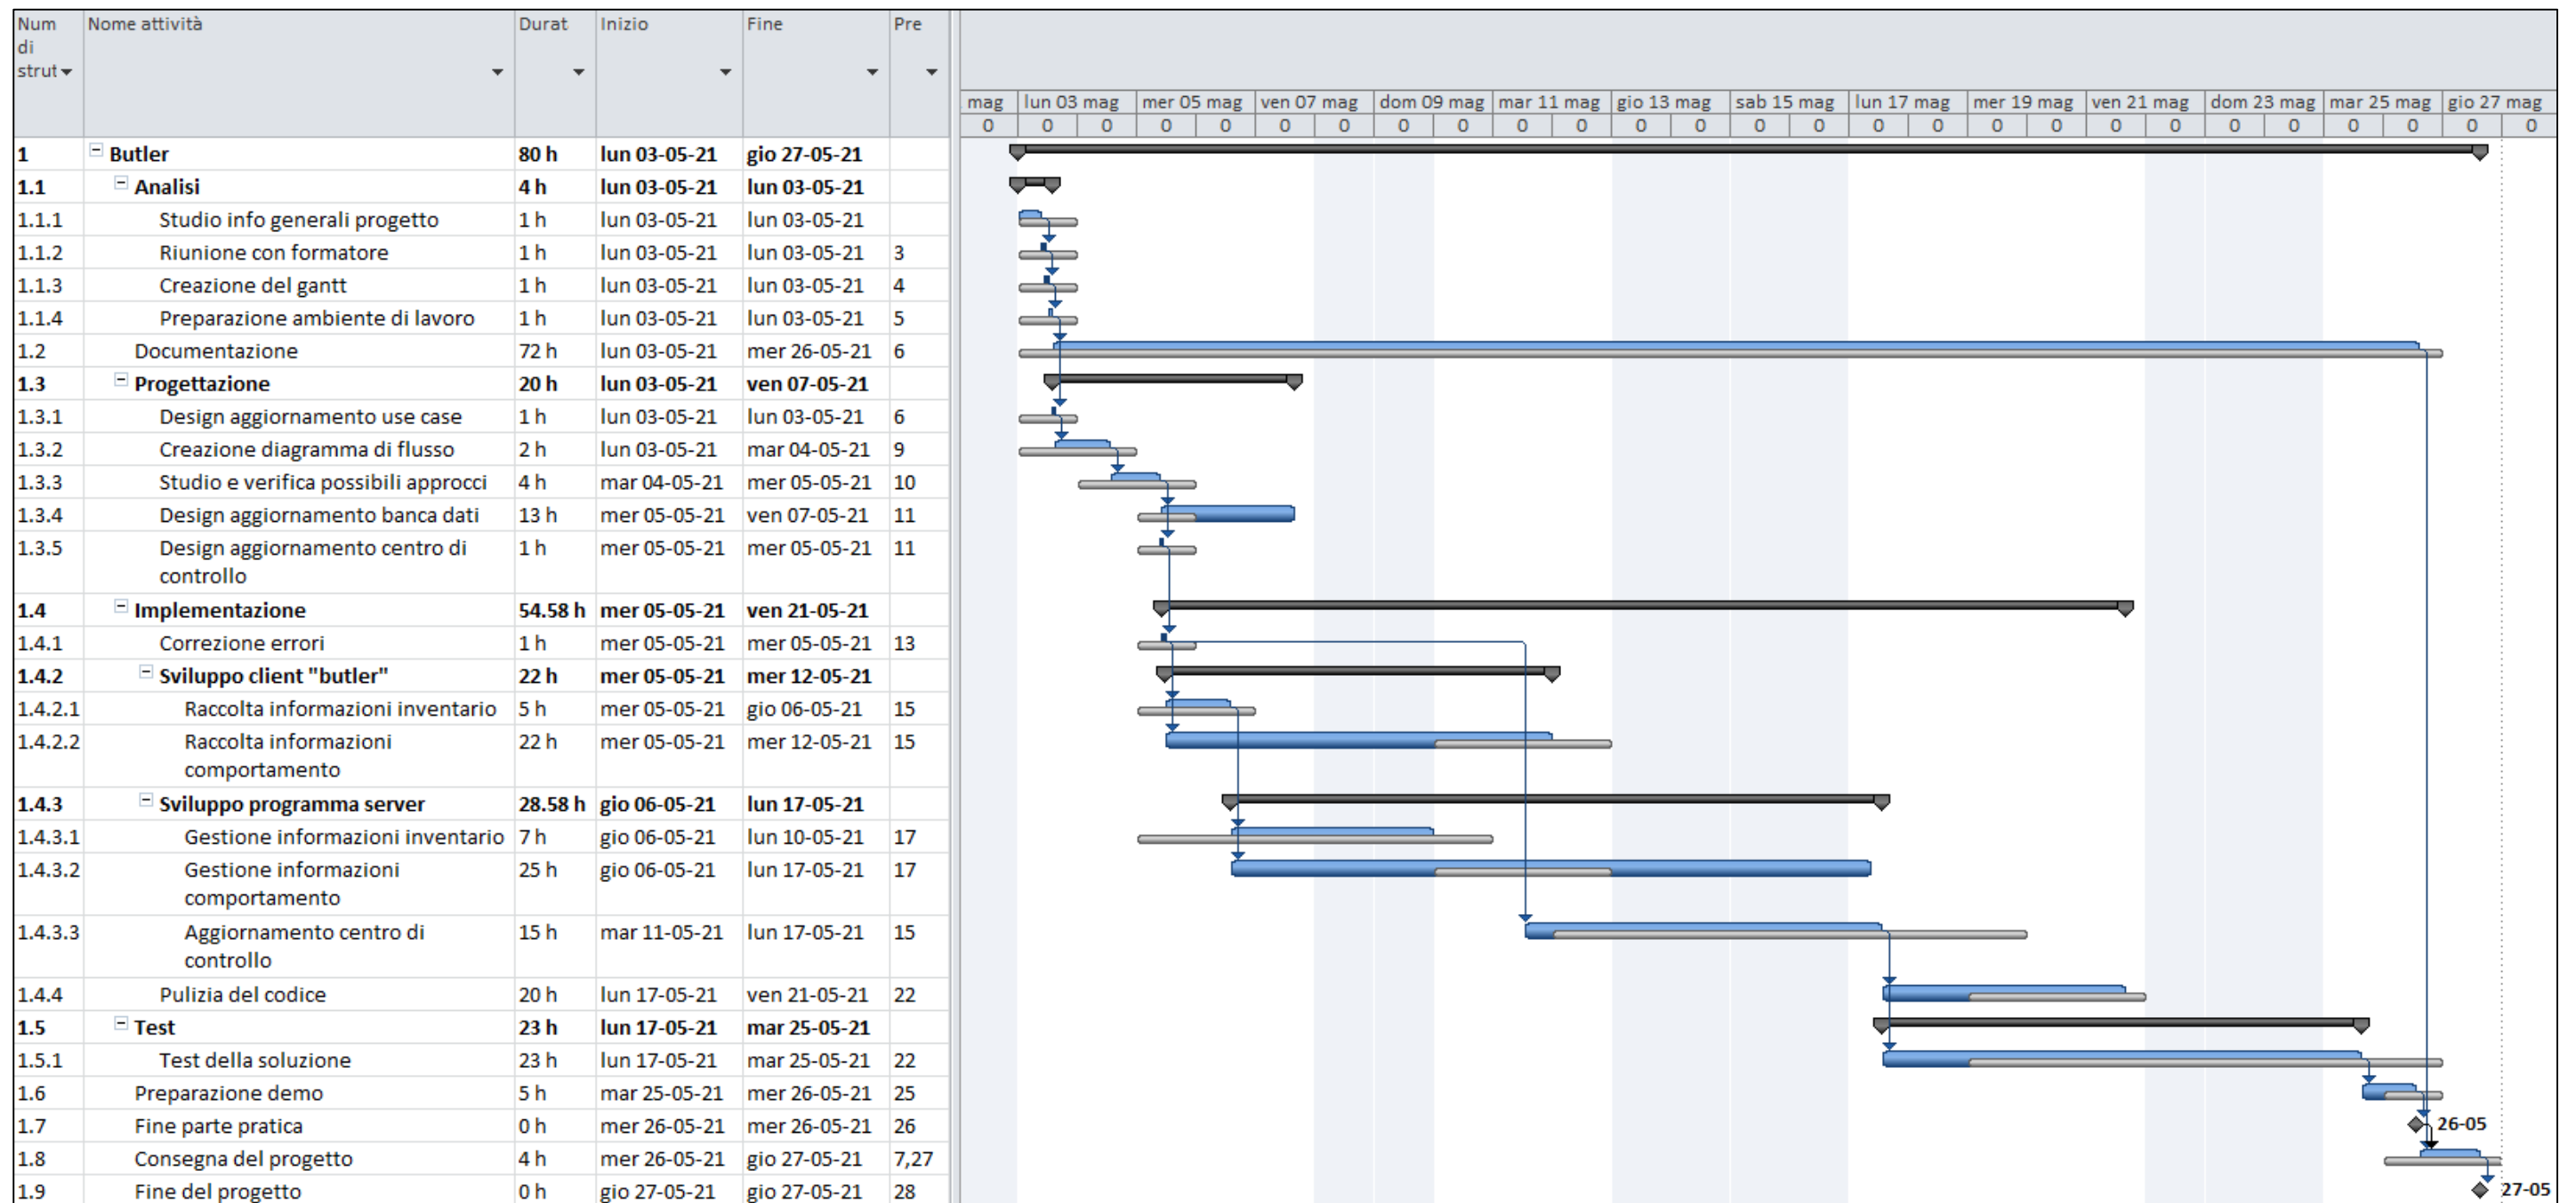 Num di strut Nome attività Durat Inizio Fine Pre
mag lun 03 mag mer 05 mag ven 07 mag dom 09 mag mar 11 mag gio 13 mag sab 15 mag lun 17 mag mer 19 mag ven 21 mag dom 23 mag mar 25 mag gio 27 mag
0 0 0 0 0 0 0 0 0 0 0 0 0 0 0 0 0 0 0 0 0 0 0 0 0 0 0
1 Butler 80 h lun 03-05-21 gio 27-05-21
1.1 Analisi 4 h lun 03-05-21 lun 03-05-21
1.1.1 Studio info generali progetto 1 h lun 03-05-21 lun 03-05-21
1.1.2 Riunione con formatore 1 h lun 03-05-21 lun 03-05-21 3
1.1.3 Creazione del gantt 1 h lun 03-05-21 lun 03-05-21 4
1.1.4 Preparazione ambiente di lavoro 1 h lun 03-05-21 lun 03-05-21 5
1.2 Documentazione 72 h lun 03-05-21 mer 26-05-21 6
1.3 Progettazione 20 h lun 03-05-21 ven 07-05-21
1.3.1 Design aggiornamento use case 1 h lun 03-05-21 lun 03-05-21 6
1.3.2 Creazione diagramma di flusso 2 h lun 03-05-21 mar 04-05-21 9
1.3.3 Studio e verifica possibili approcci 4 h mar 04-05-21 mer 05-05-21 10
1.3.4 Design aggiornamento banca dati 13 h mer 05-05-21 ven 07-05-21 11
1.3.5 Design aggiornamento centro di 1 h mer 05-05-21 mer 05-05-21 11
controllo
1.4 Implementazione 54.58 h mer 05-05-21 ven 21-05-21
1.4.1 Correzione errori 1 h mer 05-05-21 mer 05-05-21 13
1.4.2 Sviluppo client "butler" 22 h mer 05-05-21 mer 12-05-21
1.4.2.1 Raccolta informazioni inventario 5 h mer 05-05-21 gio 06-05-21 15
1.4.2.2 Raccolta informazioni 22 h mer 05-05-21 mer 12-05-21 15
comportamento
1.4.3 Sviluppo programma server 28.58 h gio 06-05-21 lun 17-05-21
1.4.3.1 Gestione informazioni inventario 7 h gio 06-05-21 lun 10-05-21 17
1.4.3.2 Gestione informazioni 25 h gio 06-05-21 lun 17-05-21 17
comportamento
1.4.3.3 Aggiornamento centro di 15 h mar 11-05-21 lun 17-05-21 15
controllo
1.4.4 Pulizia del codice 20 h lun 17-05-21 ven 21-05-21 22
1.5 Test 23 h lun 17-05-21 mar 25-05-21
1.5.1 Test della soluzione 23 h lun 17-05-21 mar 25-05-21 22
1.6 Preparazione demo 5 h mar 25-05-21 mer 26-05-21 25
1.7 Fine parte pratica 0 h mer 26-05-21 mer 26-05-21 26 26-05
1.8 Consegna del progetto 4 h mer 26-05-21 gio 27-05-21 7,27
1.9 Fine del progetto 0 h gio 27-05-21 gio 27-05-21 28 27-05